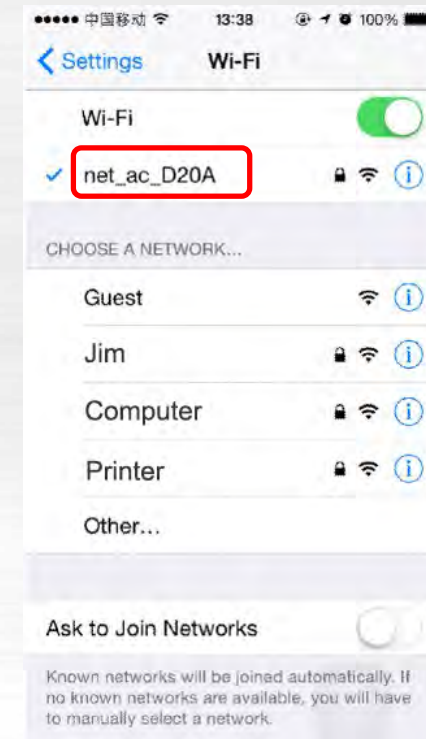 中国移动 13:38 100%
Settings Wi-Fi
Wi-Fi
net_ac_D20A
CHOOSE A NETWORK...
Guest
Jim
Computer
Printer
Other...
Ask to Join Networks
Known networks will be joined automatically. If
no known networks are available, you will have
to manually select a network.